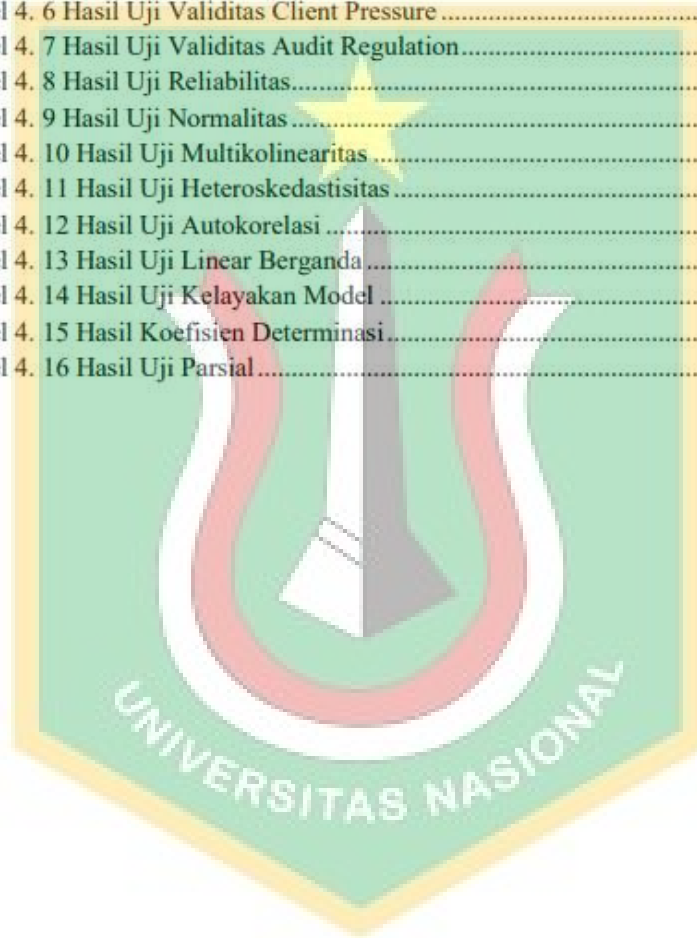 l 4. 6 Hasil Uji Validitas Client Pressure
l 4. 7 Hasil Uji Validitas Audit Regulation
l 4. 8 Hasil Uji Reliabilitas
l 4. 9 Hasil Uji Normalitas
l 4. 10 Hasil Uji Multikolinearitas
l 4. 11 Hasil Uji Heteroskedastisitas
l 4. 12 Hasil Uji Autokorelasi
l 4. 13 Hasil Uji Linear Berganda
l 4. 14 Hasil Uji Kelayakan Model
l 4. 15 Hasil Koefisien Determinasi
l 4. 16 Hasil Uji Parsial
UNIVERSITAS NASIONAL